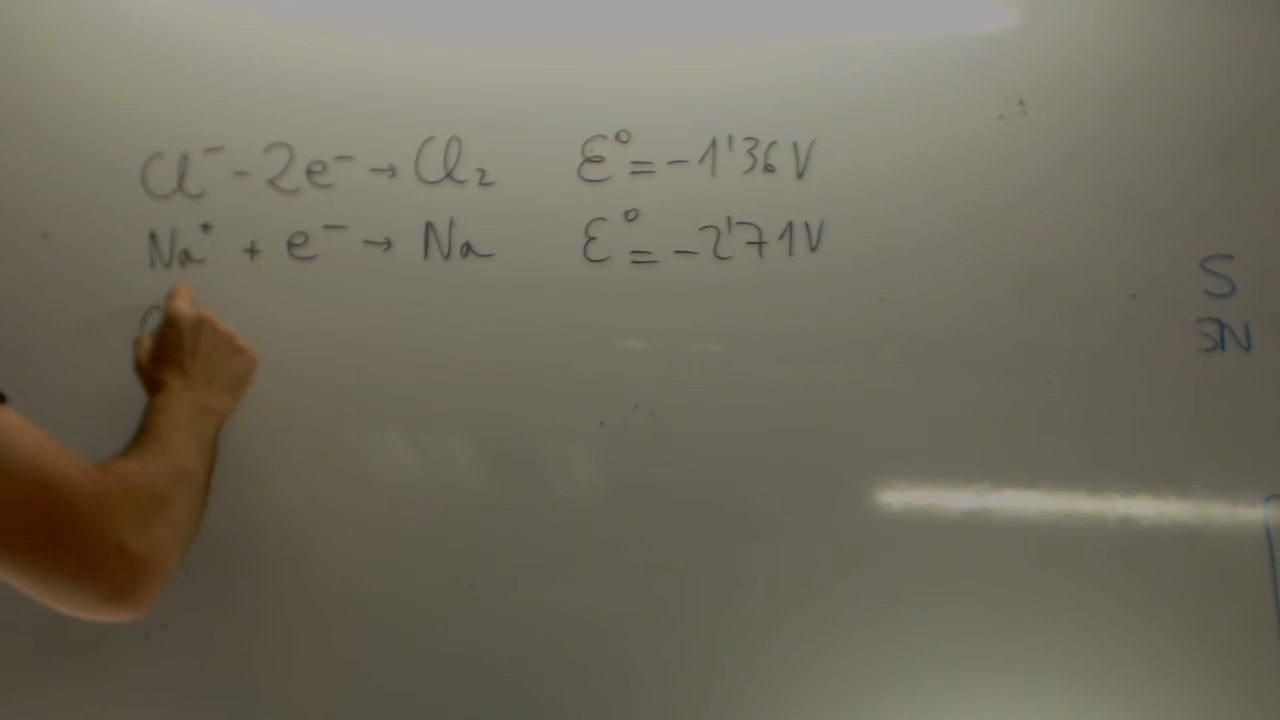 Cl⁻ - 2e⁻ → Cl₂ Ɛ° = -1'36 V
Na⁺ + e⁻ → Na Ɛ° = -2'71 V
S
SN